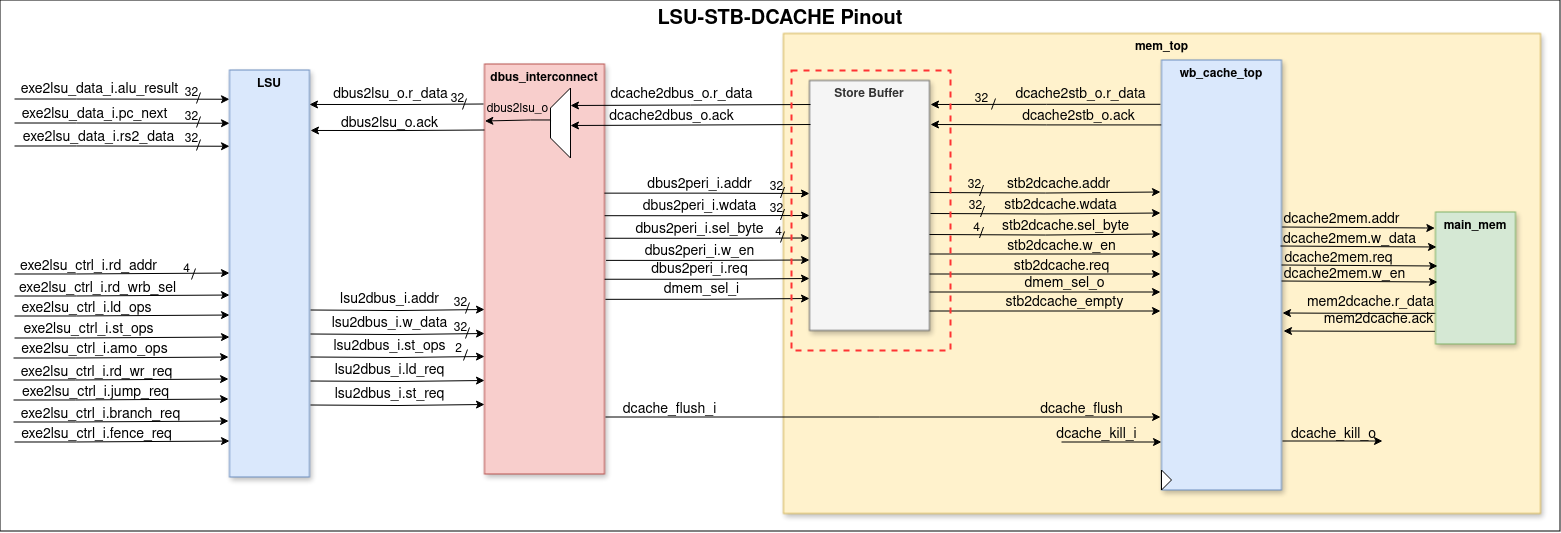 LSU-STB-DCACHE Pinout
exe2lsu_data_i.alu_result 32
exe2lsu_data_i.pc_next 32
exe2lsu_data_i.rs2_data 32
exe2lsu_ctrl_i.rd_addr 4
exe2lsu_ctrl_i.rd_wrb_sel
exe2lsu_ctrl_i.ld_ops
exe2lsu_ctrl_i.st_ops
exe2lsu_ctrl_i.amo_ops
exe2lsu_ctrl_i.rd_wr_req
exe2lsu_ctrl_i.jump_req
exe2lsu_ctrl_i.branch_req
exe2lsu_ctrl_i.fence_req
LSU
dbus2lsu_o.r_data 32
dbus2lsu_o.ack
lsu2dbus_i.addr 32
lsu2dbus_i.w_data 32
lsu2dbus_i.st_ops 2
lsu2dbus_i.ld_req
lsu2dbus_i.st_req
dbus_interconnect
dbus2lsu_o
dcache2dbus_o.r_data
dcache2dbus_o.ack
dbus2peri_i.addr 32
dbus2peri_i.wdata 32
dbus2peri_i.sel_byte 4
dbus2peri_i.w_en
dbus2peri_i.req
dmem_sel_i
dcache_flush_i
mem_top
Store Buffer
32 dcache2stb_o.r_data
dcache2stb_o.ack
32 stb2dcache.addr
32 stb2dcache.wdata
4 stb2dcache.sel_byte
stb2dcache.w_en
stb2dcache.req
dmem_sel_o
stb2dcache_empty
dcache_flush
dcache_kill_i
wb_cache_top
dcache2mem.addr
dcache2mem.w_data
dcache2mem.req
dcache2mem.w_en
mem2dcache.r_data
mem2dcache.ack
dcache_kill_o
main_mem